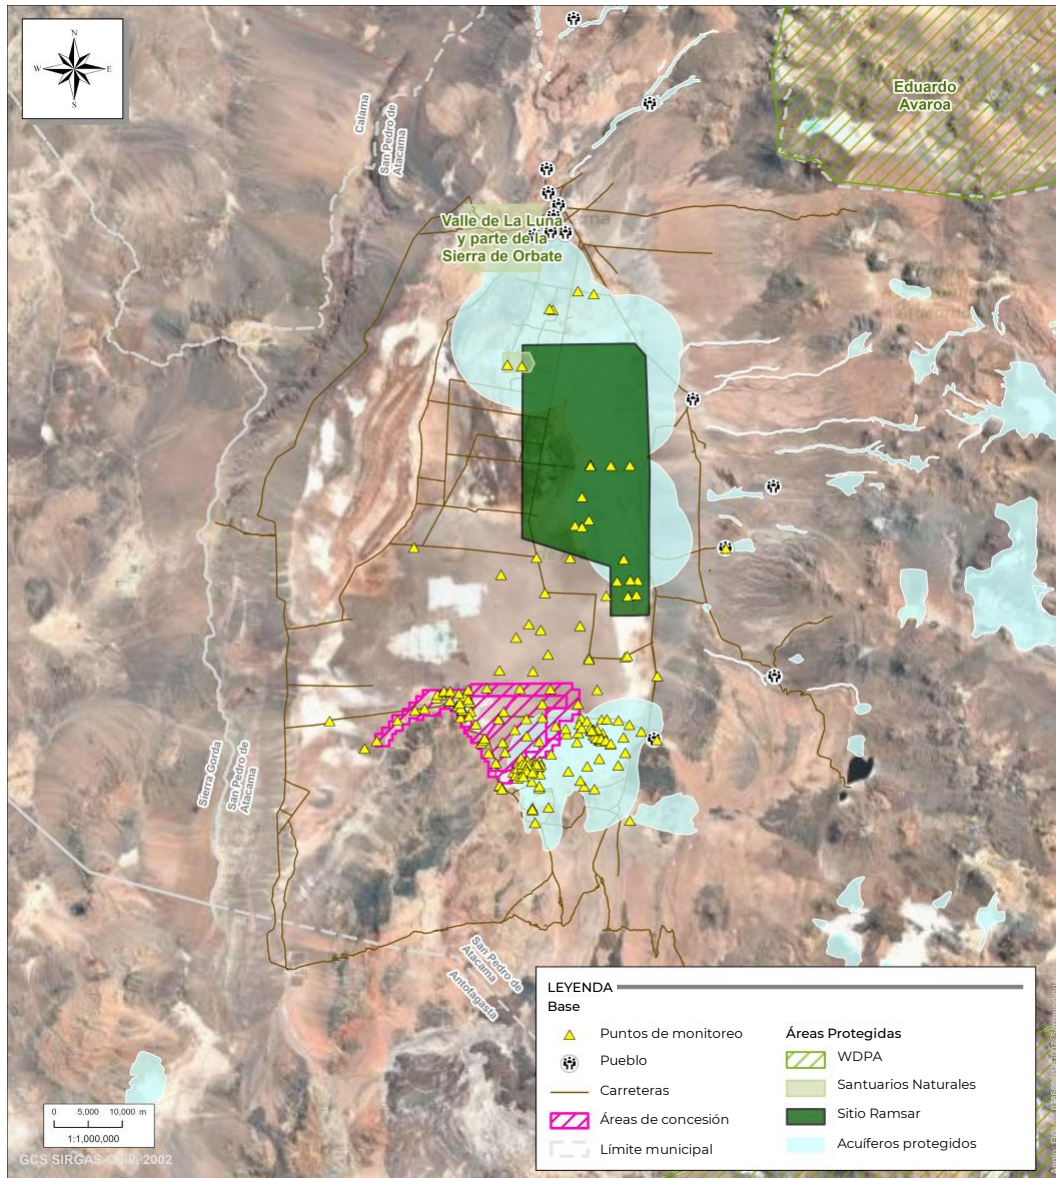 N
W
E
S
Eduardo
Avaroa
Calama
San Pedro de
Atacama
Valle de La Luna
y parte de la
Sierra de Orbate
Sierra Gorda
San Pedro de
Atacama
San Pedro de
Atacama
Antofagasta
LEYENDA
Base
Puntos de monitoreo
Pueblo
Carreteras
Áreas de concesión
Límite municipal
Áreas Protegidas
WDPA
Santuarios Naturales
Sitio Ramsar
Acuíferos protegidos
0 5,000 10,000 m
1:1,000,000
GCS SIRGAS-Chile 2002